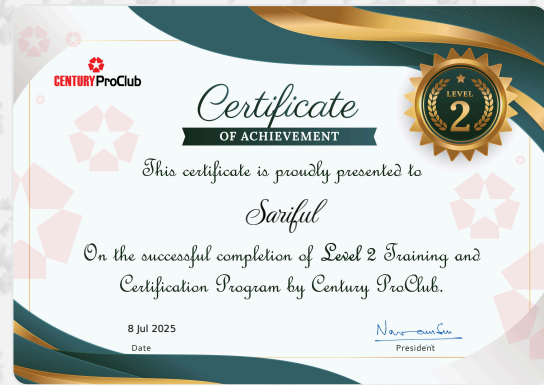 CENTURY ProClub
LEVEL
2
Certificate
OF ACHIEVEMENT
This certificate is proudly presented to
Sariful
On the successful completion of Level 2 Training and
Certification Program by Century ProClub.
8 Jul 2025
Date
President